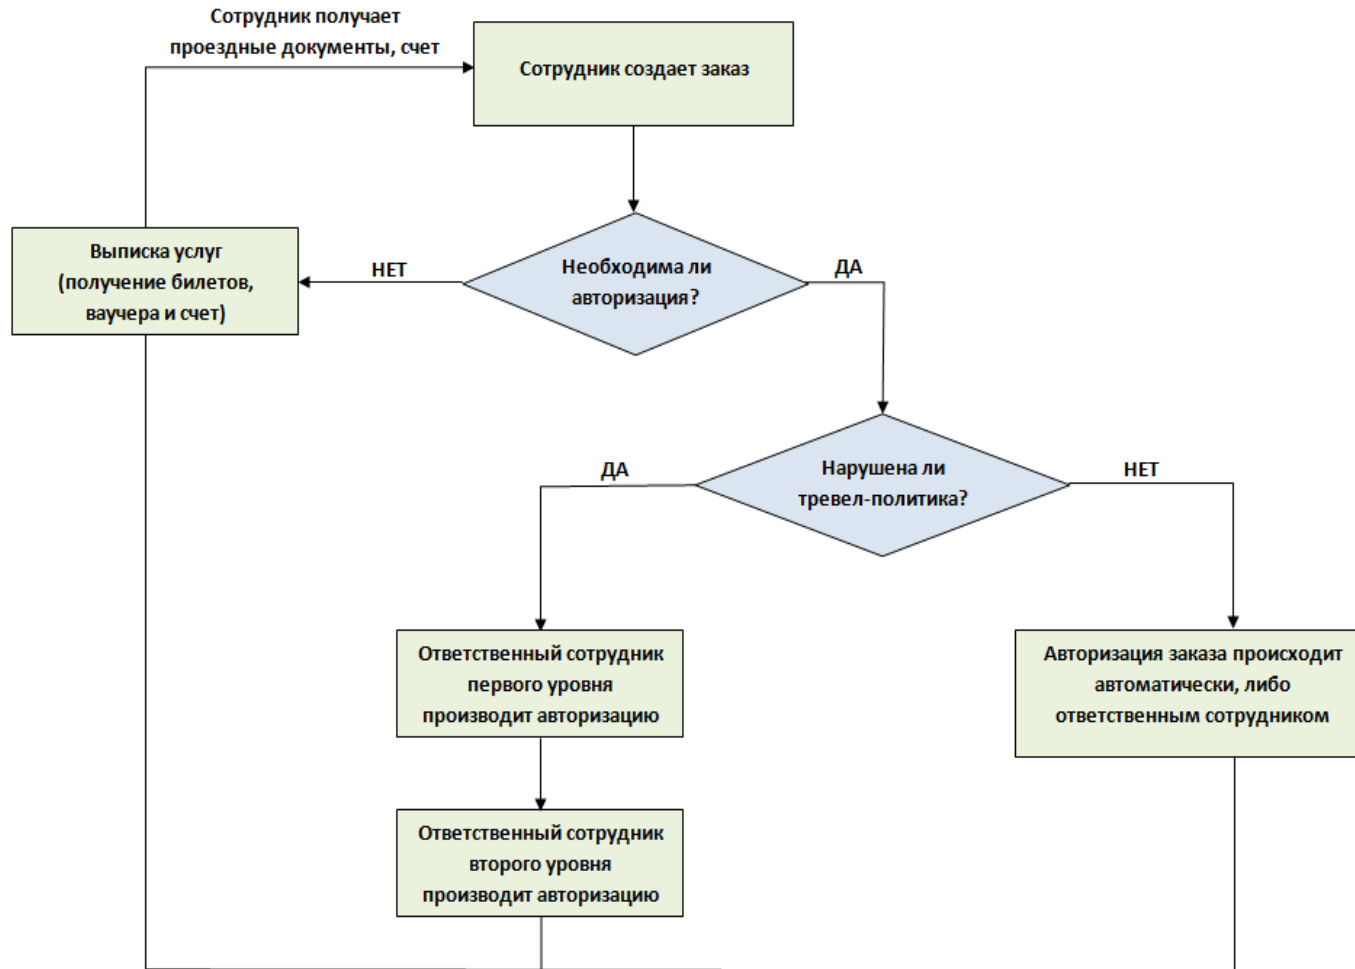 Сотрудник получает
проездные документы, счет
Сотрудник создает заказ
Выписка услуг
(получение билетов,
ваучера и счет)
НЕТ
Необходима ли
авторизация?
ДА
ДА
Нарушена ли
тревел-политика?
НЕТ
Ответственный сотрудник
первого уровня
производит авторизацию
Авторизация заказа происходит
автоматически, либо
ответственным сотрудником
Ответственный сотрудник
второго уровня
производит авторизацию